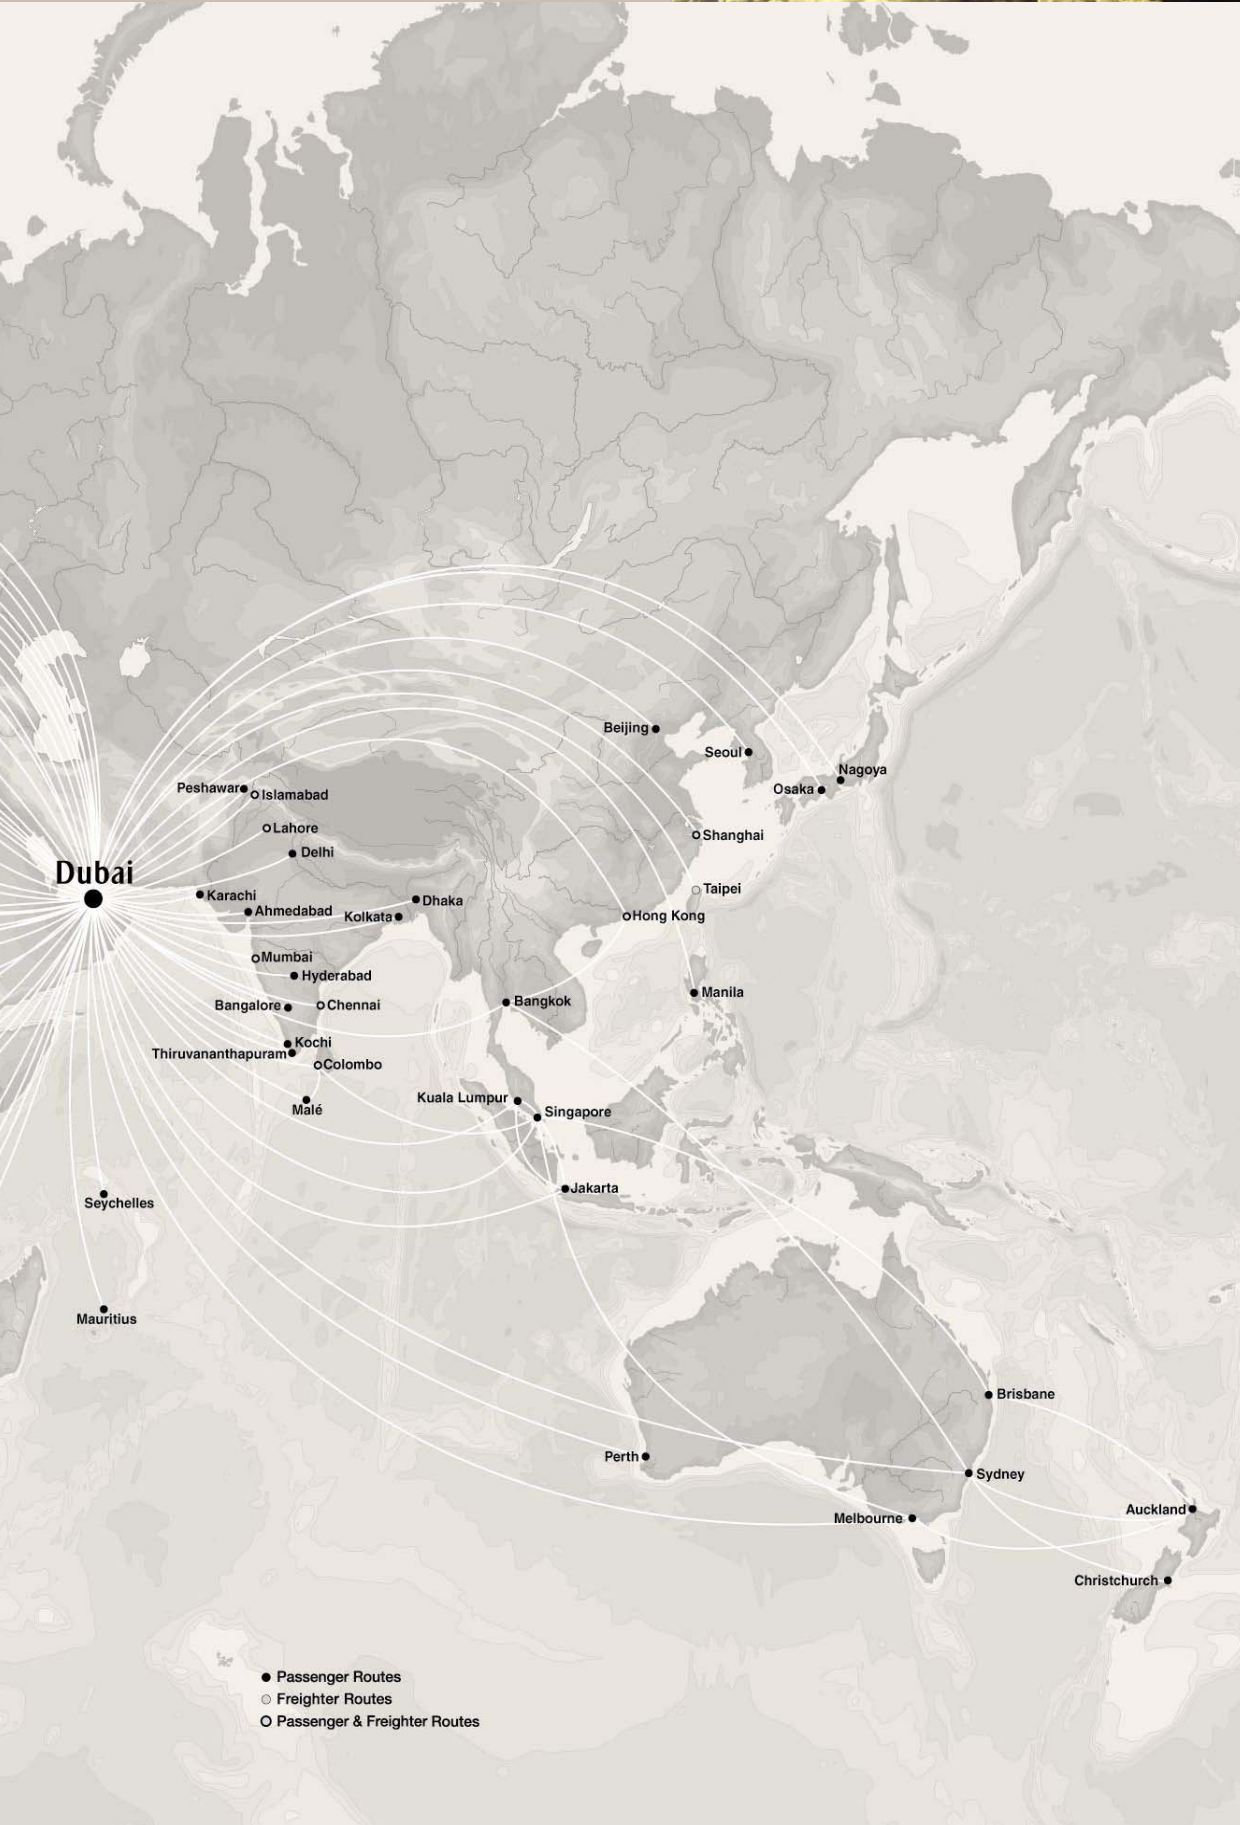 Beijing
Seoul
Nagoya
Osaka
Peshawar
Islamabad
Lahore
Shanghai
Delhi
Dubai
Taipei
Karachi
Dhaka
Ahmedabad
Kolkata
Hong Kong
Mumbai
Hyderabad
Manila
Bangkok
Bangalore
Chennai
Kochi
Thiruvananthapuram
Colombo
Kuala Lumpur
Malé
Singapore
Jakarta
Seychelles
Mauritius
Brisbane
Perth
Sydney
Auckland
Melbourne
Christchurch
Passenger Routes
Freighter Routes
Passenger & Freighter Routes